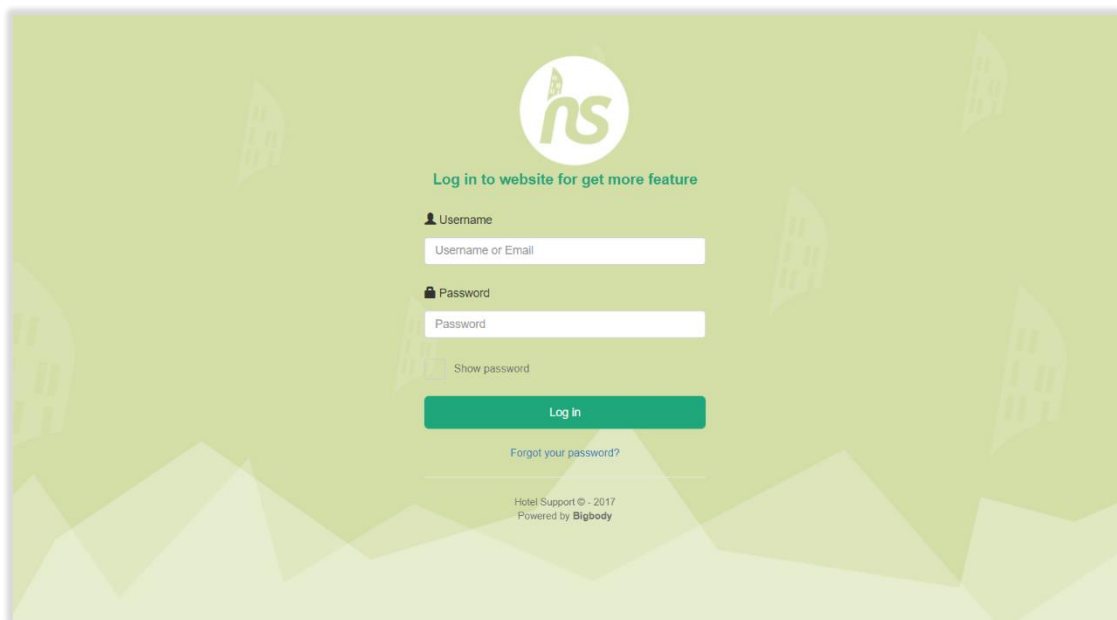 hs
Log in to website for get more feature
Username
Username or Email
Password
Password
Show password
Log in
Forgot your password?
Hotel Support © - 2017
Powered by Bigbody